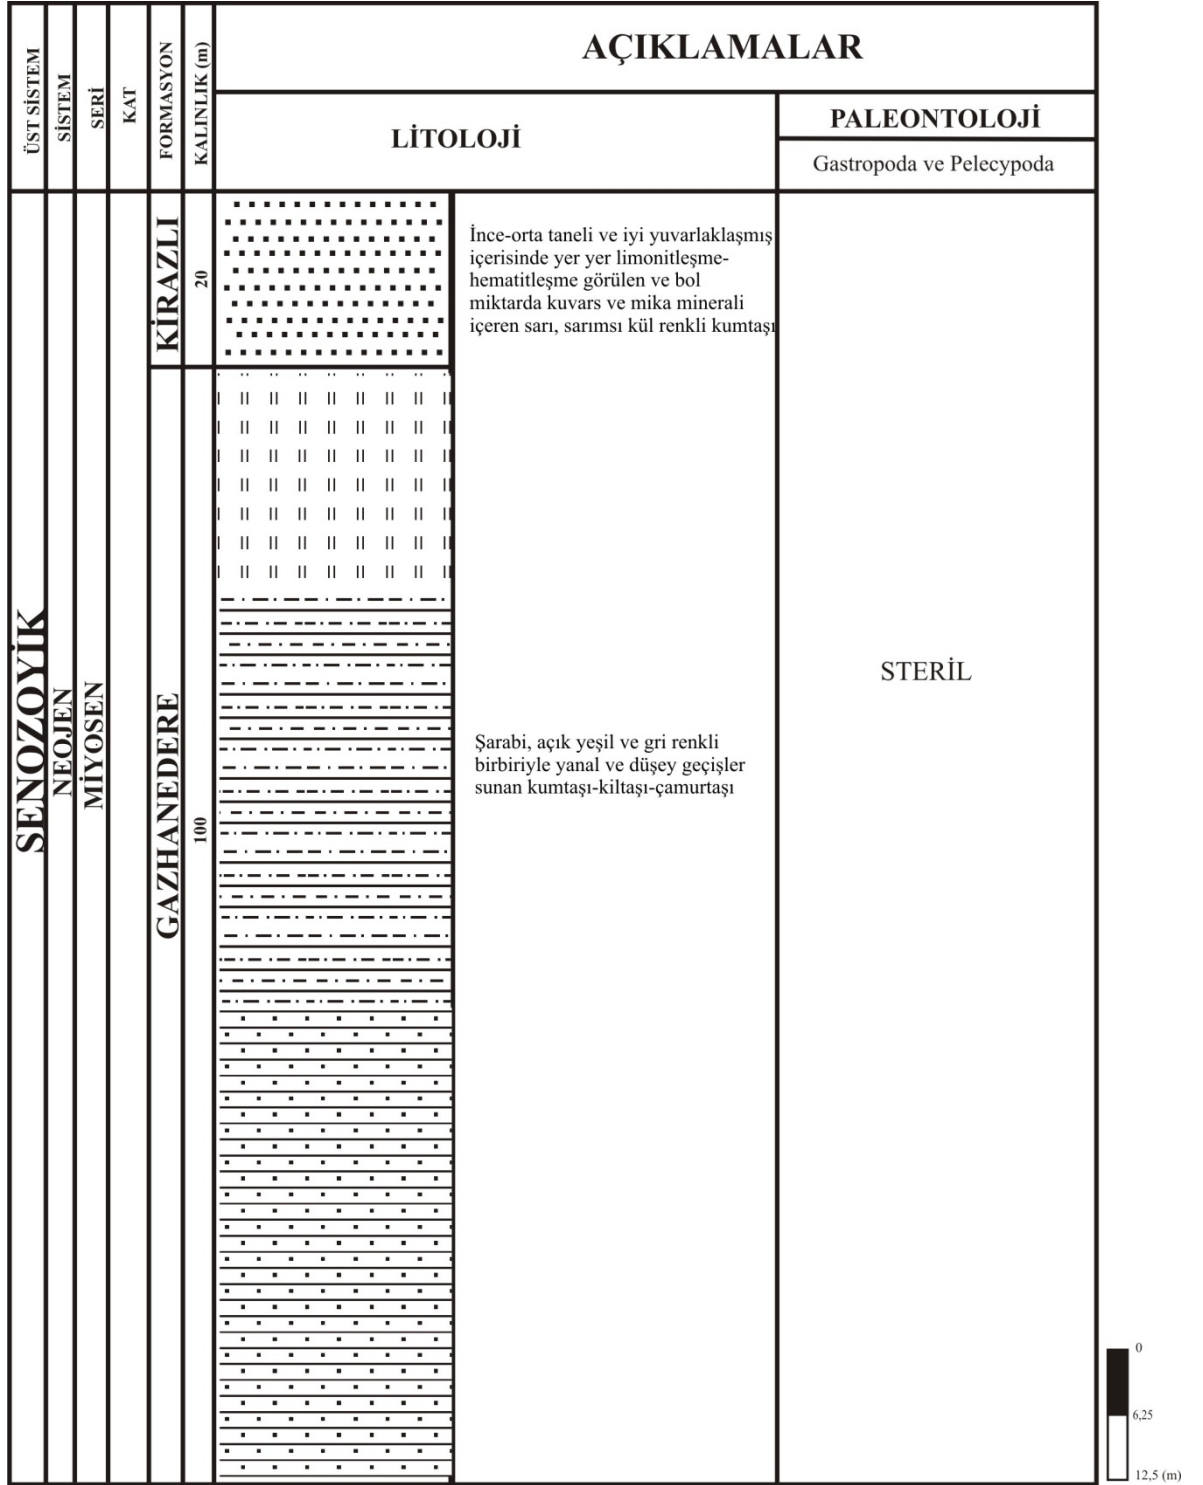 AÇIKLAMALAR
ÜST SİSTEM
SİSTEM
SERİ
KAT
FORMASYON
KALINLIK (m)
LİTOLOJİ
PALEONTOLOJİ
Gastropoda ve Pelecypoda
SENOZOYİK
NEOJEN
MİYOSEN
KİRAZLI
20
İnce-orta taneli ve iyi yuvarlaklaşmış
içerisinde yer yer limonitleşme-
hematitleşme görülen ve bol
miktarda kuvars ve mika minerali
içeren sarı, sarımsı kül renkli kumtaşı
GAZHANEDERE
100
Şarabi, açık yeşil ve gri renkli
birbiriyle yanal ve düşey geçişler
sunan kumtaşı-kiltaşı-çamurtaşı
STERİL
0
6,25
12,5 (m)